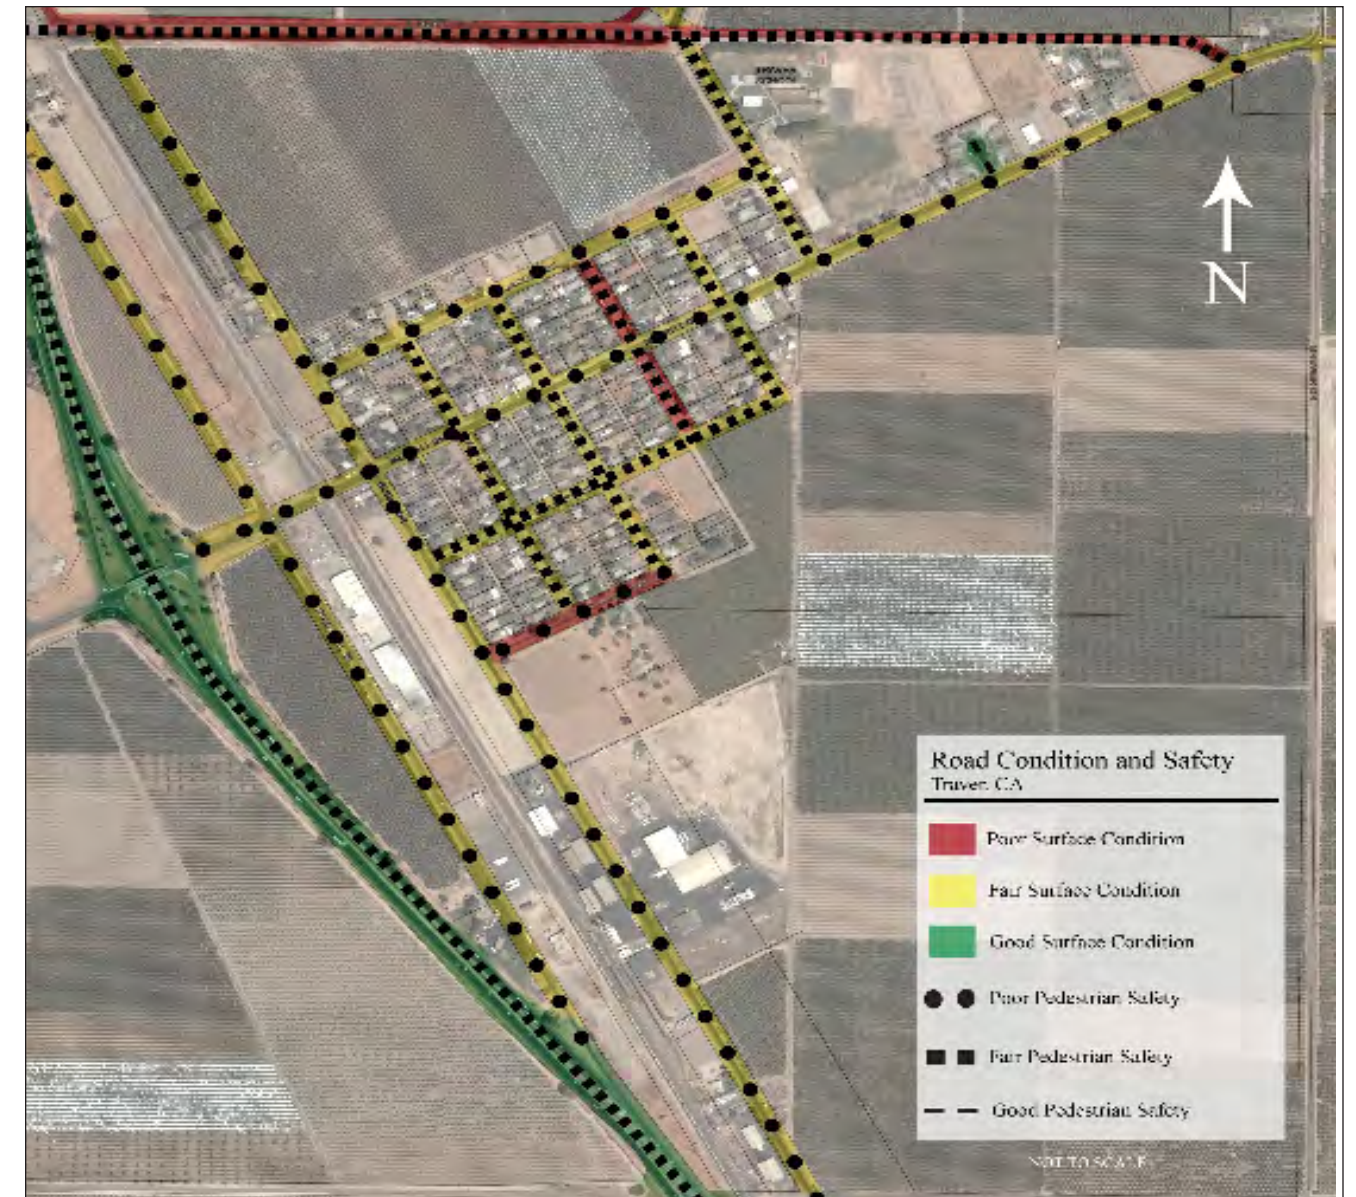 N
Road Condition and Safety
Traver, CA
Poor Surface Condition
Fair Surface Condition
Good Surface Condition
Poor Pedestrian Safety
Fair Pedestrian Safety
Good Pedestrian Safety
NOT TO SCALE